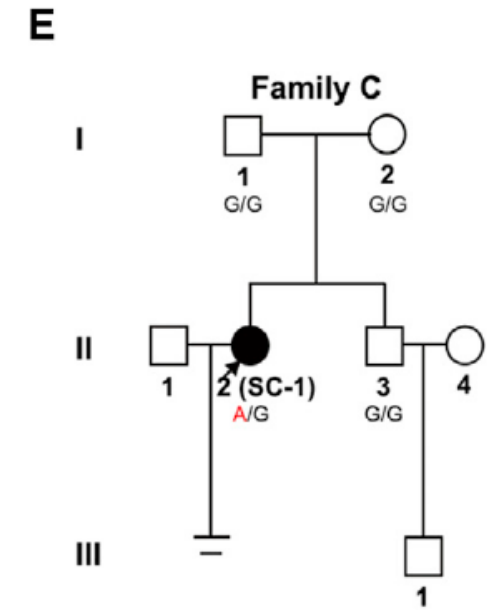 E
Family C
I
1 2
G/G G/G
II
1 2 (SC-1) 3 4
A/G G/G
III
1